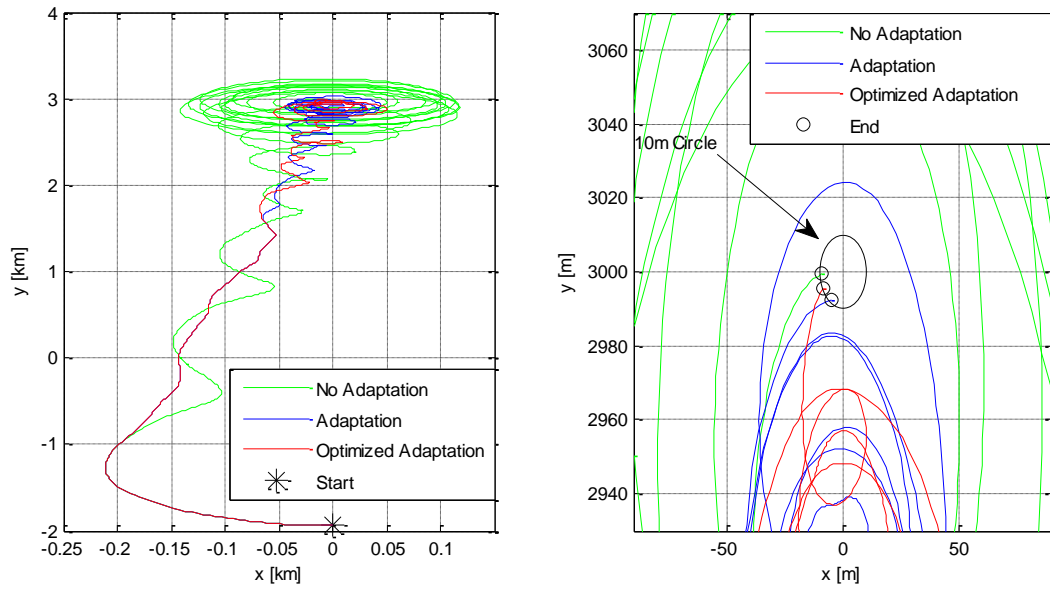 4
3
2
1
0
-1
-2
y [km]
-0.25
-0.2
-0.15
-0.1
-0.05
0
0.05
0.1
x [km]
No Adaptation
Adaptation
Optimized Adaptation
Start
3060
3040
3020
3000
2980
2960
2940
y [m]
-50
0
50
x [m]
No Adaptation
Adaptation
Optimized Adaptation
End
10m Circle